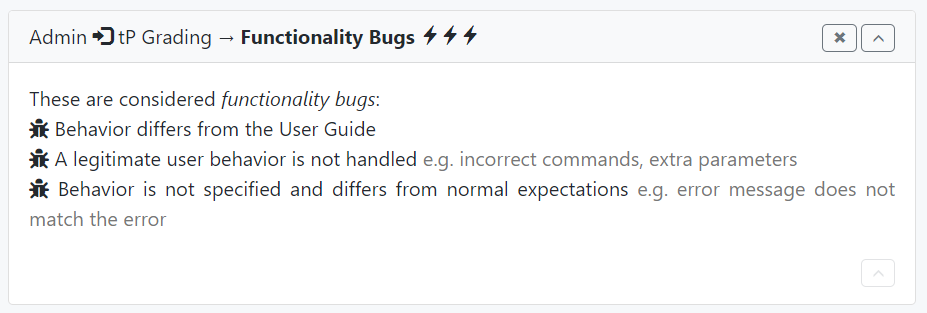 Admin tP Grading → Functionality Bugs
These are considered functionality bugs:
Behavior differs from the User Guide
A legitimate user behavior is not handled e.g. incorrect commands, extra parameters
Behavior is not specified and differs from normal expectations e.g. error message does not
match the error